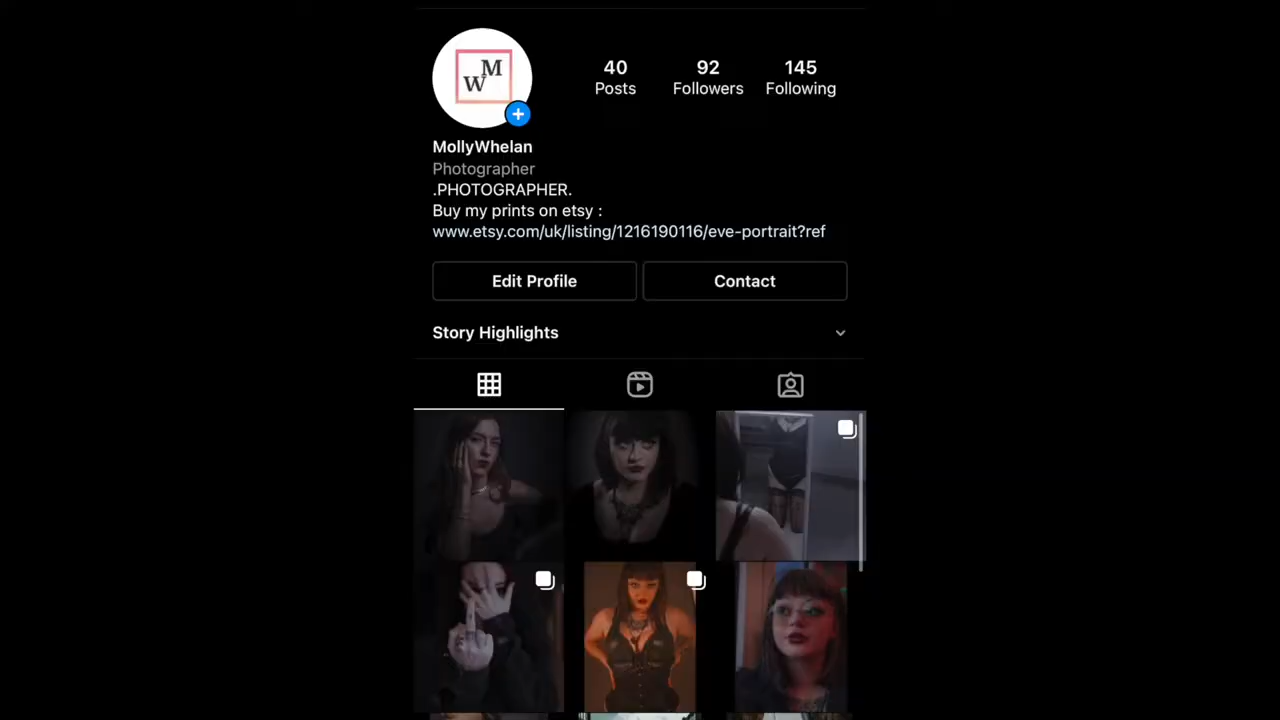 M
W
40
Posts
92
Followers
145
Following
MollyWhelan
Photographer
.PHOTOGRAPHER.
Buy my prints on etsy :
www.etsy.com/uk/listing/1216190116/eve-portrait?ref
Edit Profile
Contact
Story Highlights